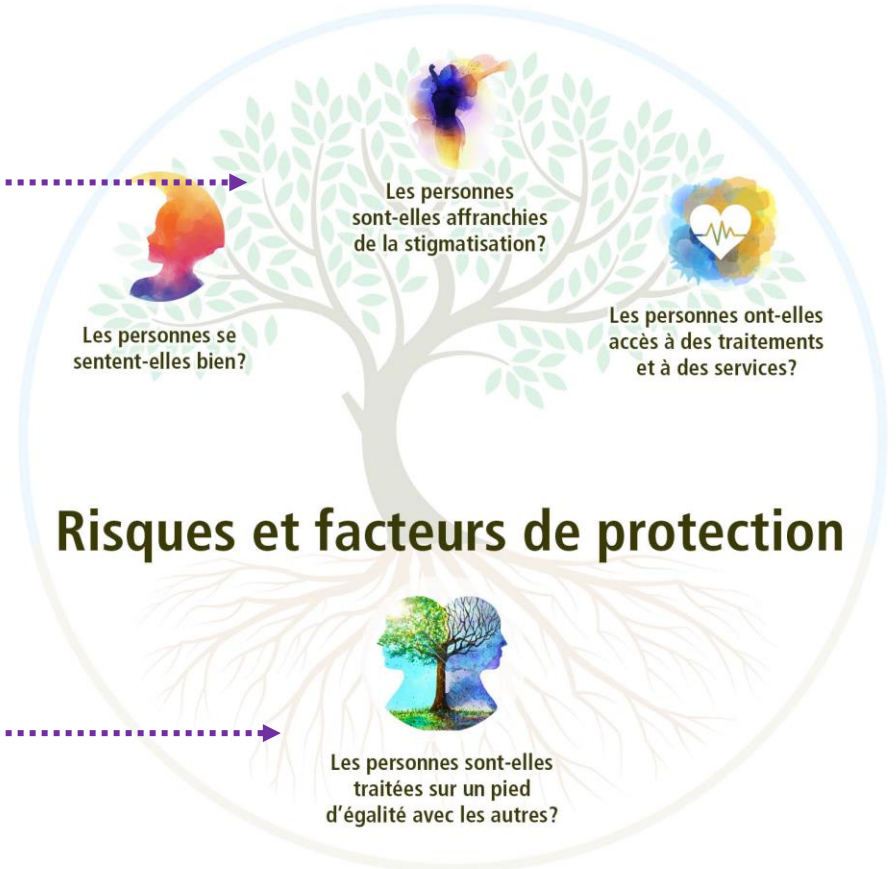 Les personnes
sont-elles affranchies
de la stigmatisation?
Les personnes se
sentent-elles bien?
Les personnes ont-elles
accès à des traitements
et à des services?
Risques et facteurs de protection
Les personnes sont-elles
traitées sur un pied
d'égalité avec les autres?